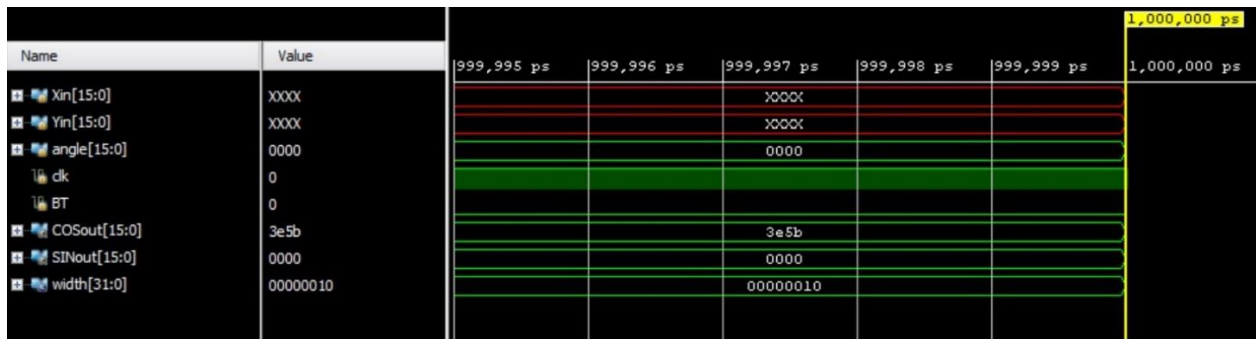 1,000,000 ps
Name Value 999,995 ps 999,996 ps 999,997 ps 999,998 ps 999,999 ps 1,000,000 ps
Xin[15:0] XXXX XXXX
Yin[15:0] XXXX XXXX
angle[15:0] 0000 0000
clk 0
BT 0
COSout[15:0] 3e5b 3e5b
SINout[15:0] 0000 0000
width[31:0] 00000010 00000010